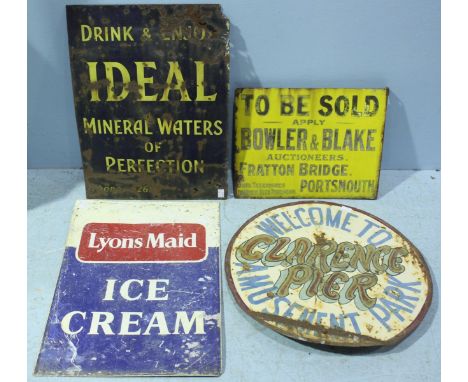 DRINK & ENJOY
IDEAL
MINERAL WATERS
OF
PERFECTION
TO BE SOLD
APPLY
BOWLER & BLAKE
AUCTIONEERS.
FRATTON BRIDGE.
PORTSMOUTH
Lyons Maid
ICE
CREAM
WELCOME TO
CLARENCE
PIER
AMUSEMENT PARK